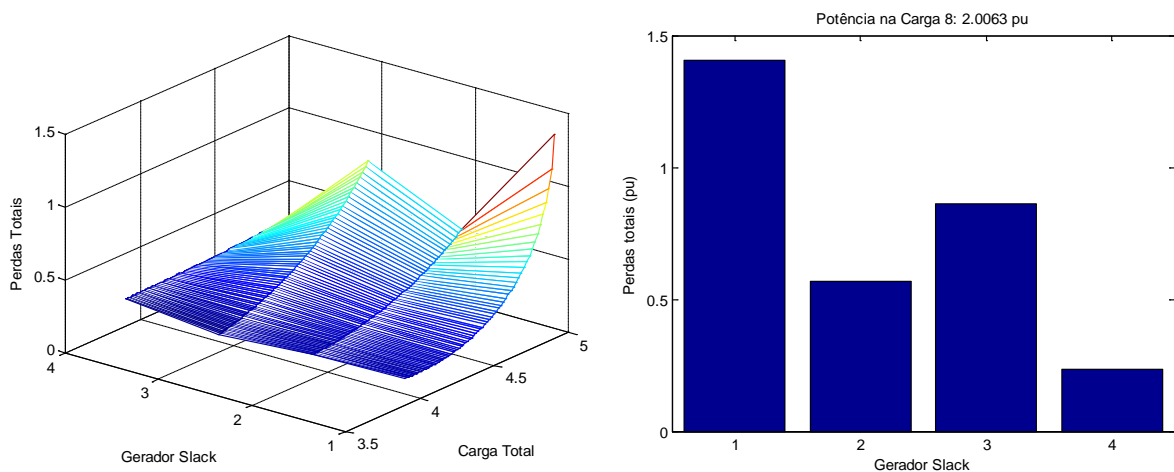 1.5
1
0.5
0
Perdas Totais
4
3
2
1
Gerador Slack
3.5
4
4.5
5
Carga Total
Potência na Carga 8: 2.0063 pu
1.5
1
0.5
0
Perdas totais (pu)
1 2 3 4
Gerador Slack